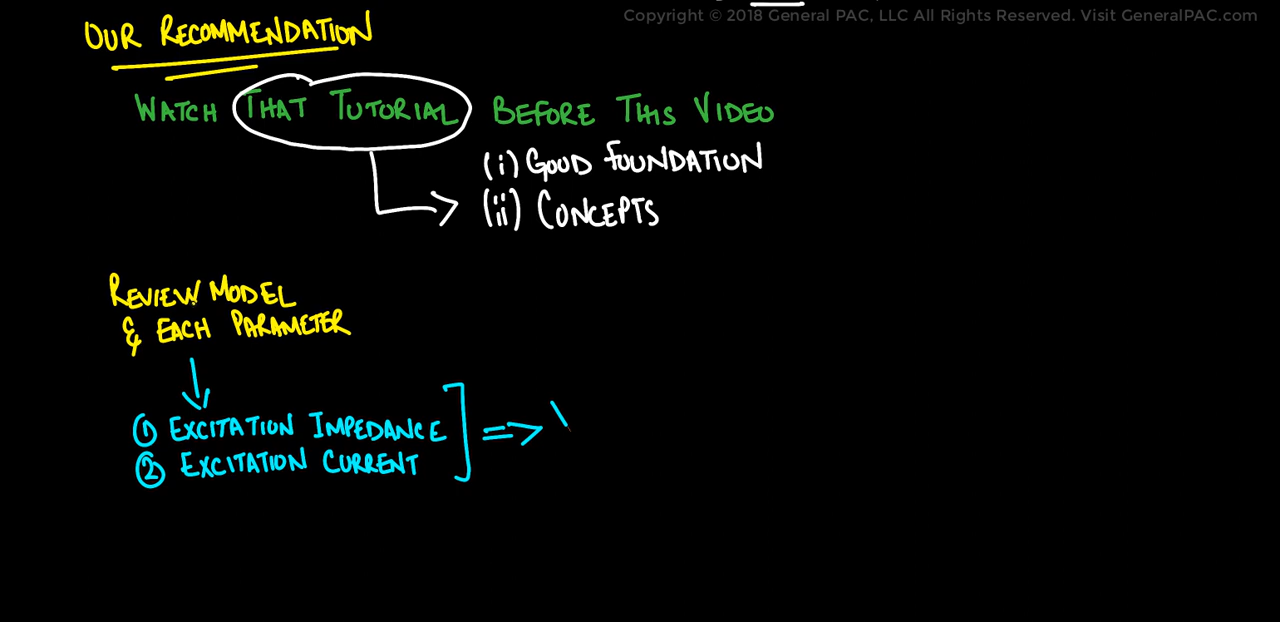 Copyright © 2018 General PAC, LLC All Rights Reserved. Visit GeneralPAC.com
OUR RECOMMENDATION
WATCH THAT TUTORIAL BEFORE THIS VIDEO
(i) GOOD FOUNDATION
(ii) CONCEPTS
REVIEW MODEL
& EACH PARAMETER
① EXCITATION IMPEDANCE
② EXCITATION CURRENT